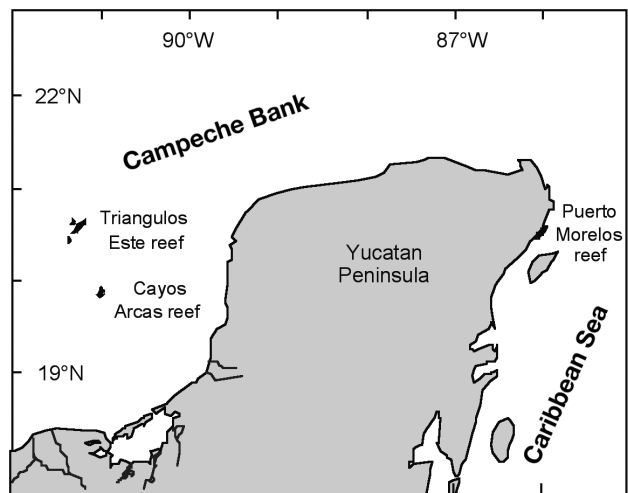 90°W
87°W
22°N
Campeche Bank
Triangulos
Este reef
Puerto
Morelos
reef
Yucatan
Peninsula
Cayos
Arcas reef
19°N
Caribbean Sea